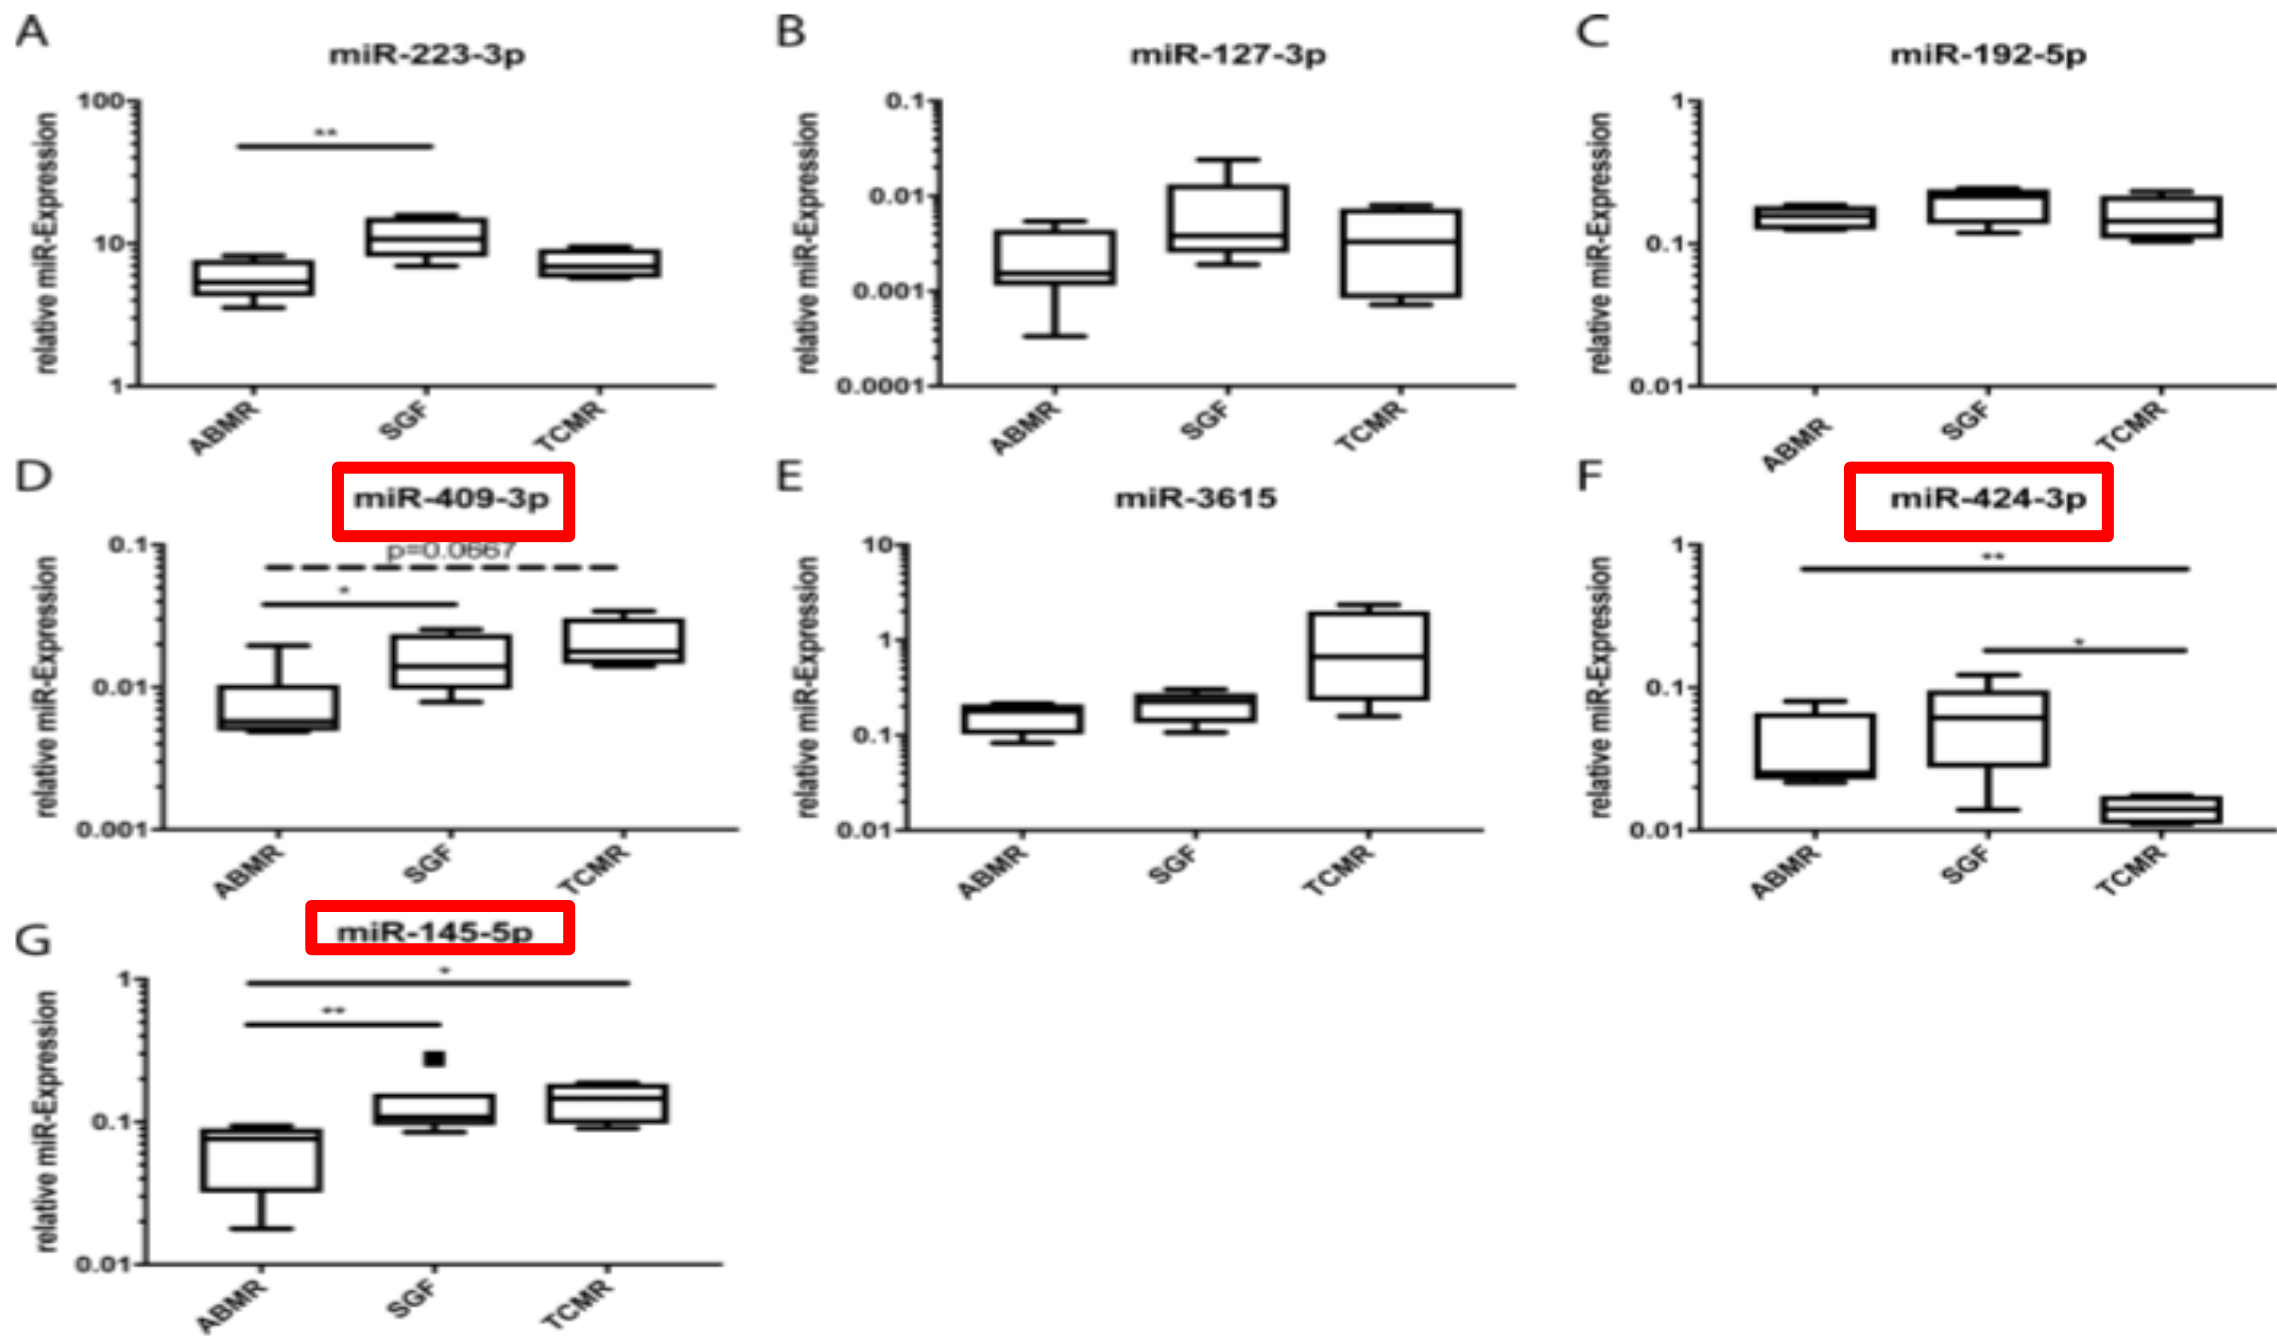 A
miR-223-3p
relative miR-Expression
100
10
1
**
ABMR
SGF
TCMR
B
miR-127-3p
relative miR-Expression
0.1
0.01
0.001
0.0001
ABMR
SGF
TCMR
C
miR-192-5p
relative miR-Expression
1
0.1
0.01
ABMR
SGF
TCMR
D
miR-409-3p
relative miR-Expression
p=0.0667
*
0.1
0.01
0.001
ABMR
SGF
TCMR
E
miR-3615
relative miR-Expression
10
1
0.1
0.01
ABMR
SGF
TCMR
F
miR-424-3p
relative miR-Expression
**
*
1
0.1
0.01
ABMR
SGF
TCMR
G
miR-145-5p
relative miR-Expression
*
**
1
0.1
0.01
ABMR
SGF
TCMR